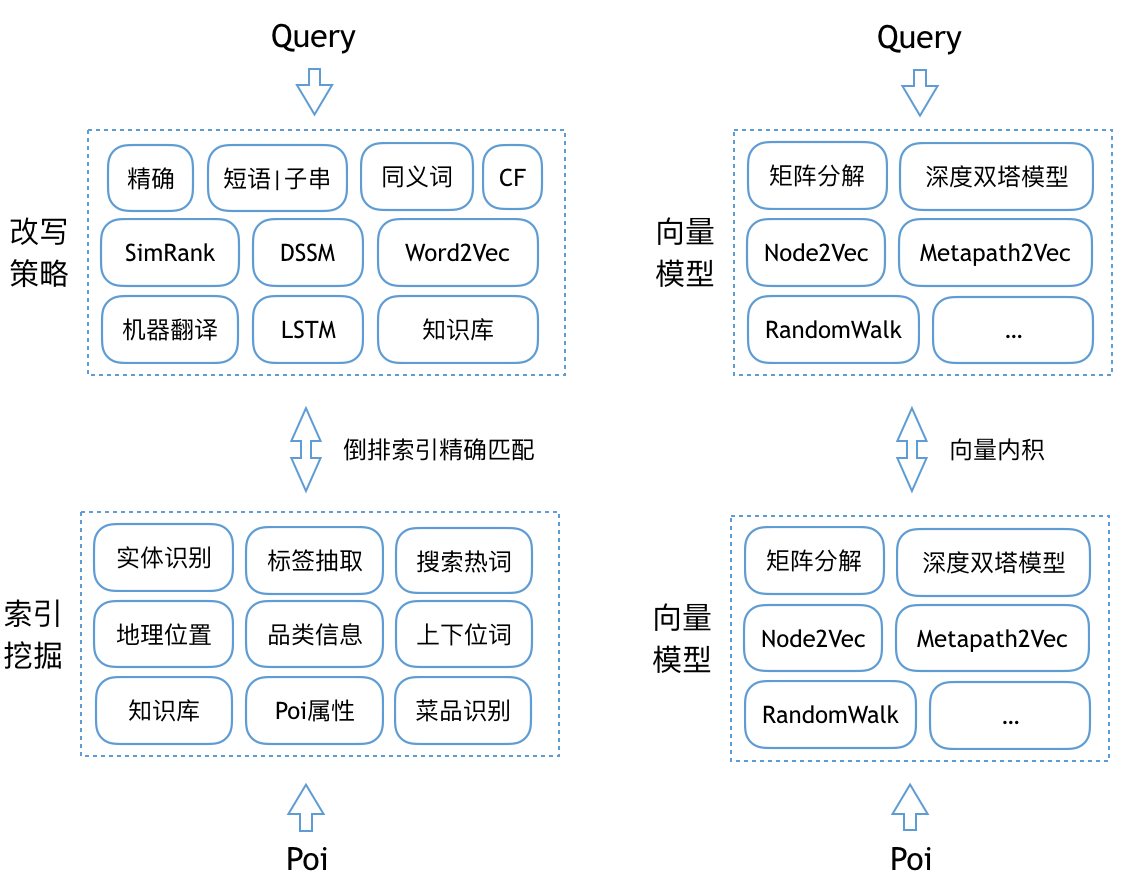 Query
改写
策略
精确
短语|子串
同义词
CF
SimRank
DSSM
Word2Vec
机器翻译
LSTM
知识库
倒排索引精确匹配
索引
挖掘
实体识别
标签抽取
搜索热词
地理位置
品类信息
上下位词
知识库
Poi属性
菜品识别
Poi
Query
向量
模型
矩阵分解
深度双塔模型
Node2Vec
Metapath2Vec
RandomWalk
...
向量内积
向量
模型
矩阵分解
深度双塔模型
Node2Vec
Metapath2Vec
RandomWalk
...
Poi